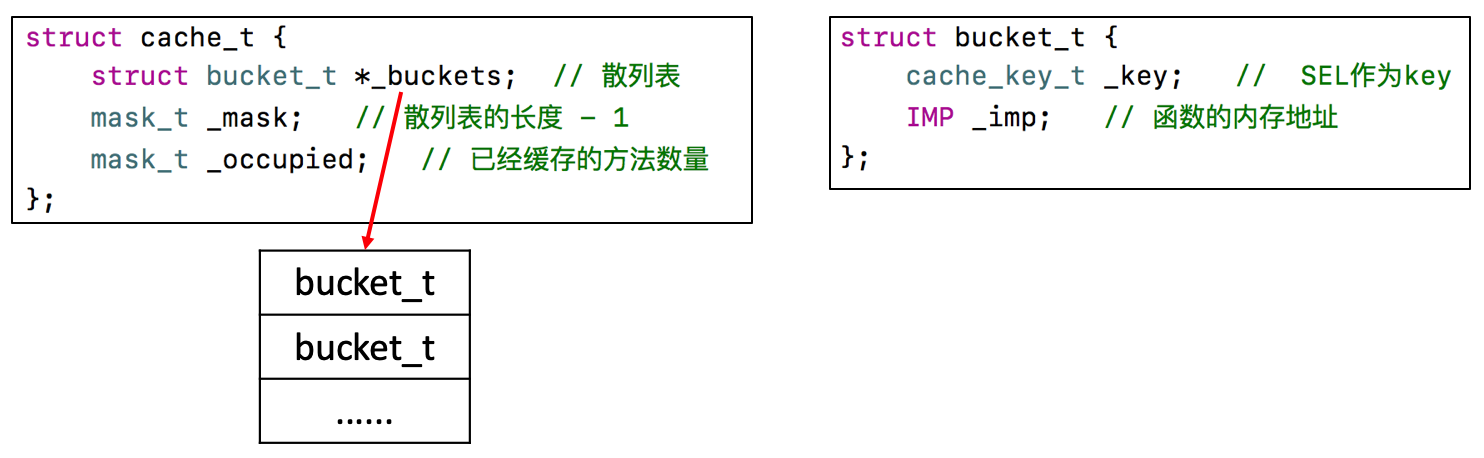 struct cache_t {
struct bucket_t *_buckets;  // 散列表
mask_t _mask;   // 散列表的长度 – 1
mask_t _occupied;   // 已经缓存的方法数量
};
struct bucket_t {
cache_key_t _key;   //  SEL作为key
IMP _imp;   // 函数的内存地址
};
bucket_t
bucket_t
......